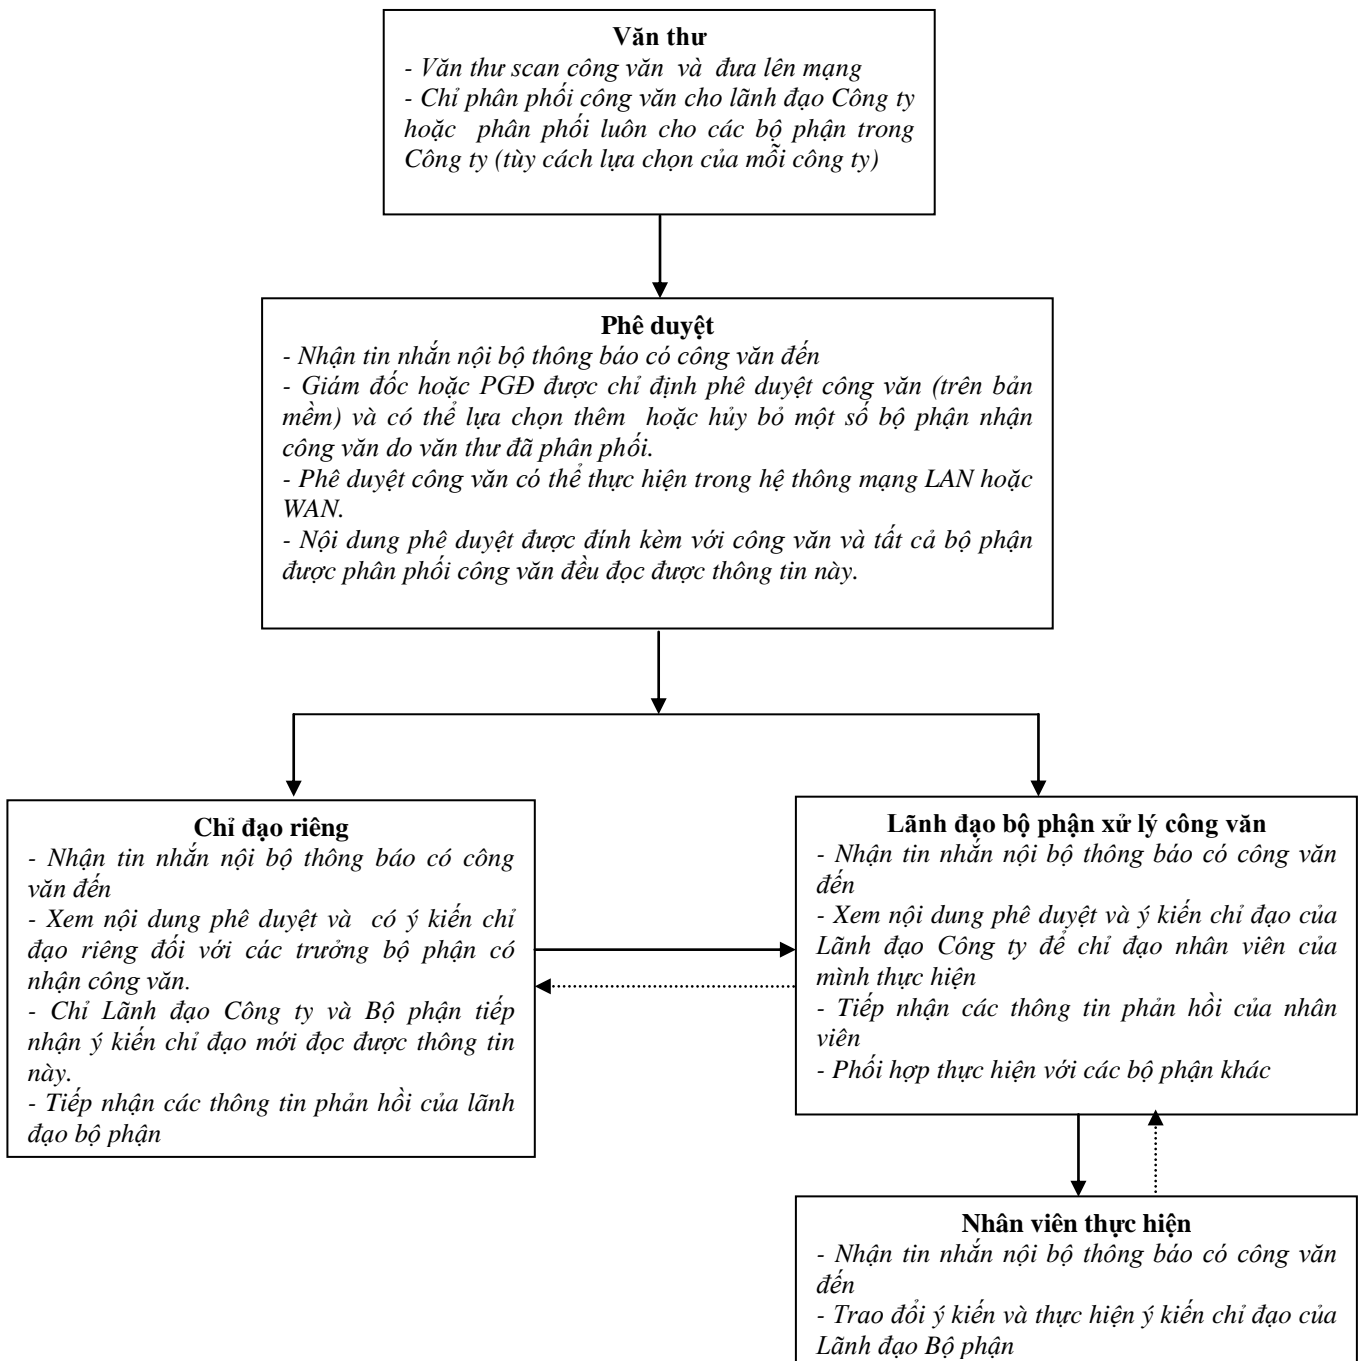 Văn thư
- Văn thư scan công văn và đưa lên mạng
- Chỉ phân phối công văn cho lãnh đạo Công ty
hoặc phân phối luôn cho các bộ phận trong
Công ty (tùy cách lựa chọn của mỗi công ty)
Phê duyệt
- Nhận tin nhắn nội bộ thông báo có công văn đến
- Giám đốc hoặc PGĐ được chỉ định phê duyệt công văn (trên bản
mềm) và có thể lựa chọn thêm hoặc hủy bỏ một số bộ phận nhận
công văn do văn thư đã phân phối.
- Phê duyệt công văn có thể thực hiện trong hệ thông mạng LAN hoặc
WAN.
- Nội dung phê duyệt được đính kèm với công văn và tất cả bộ phận
được phân phối công văn đều đọc được thông tin này.
Chỉ đạo riêng
- Nhận tin nhắn nội bộ thông báo có công
văn đến
- Xem nội dung phê duyệt và có ý kiến chỉ
đạo riêng đối với các trưởng bộ phận có
nhận công văn.
- Chỉ Lãnh đạo Công ty và Bộ phận tiếp
nhận ý kiến chỉ đạo mới đọc được thông tin
này.
- Tiếp nhận các thông tin phản hồi của lãnh
đạo bộ phận
Lãnh đạo bộ phận xử lý công văn
- Nhận tin nhắn nội bộ thông báo có công văn
đến
- Xem nội dung phê duyệt và ý kiến chỉ đạo của
Lãnh đạo Công ty để chỉ đạo nhân viên của
mình thực hiện
- Tiếp nhận các thông tin phản hồi của nhân
viên
- Phối hợp thực hiện với các bộ phận khác
Nhân viên thực hiện
- Nhận tin nhắn nội bộ thông báo có công văn
đến
- Trao đổi ý kiến và thực hiện ý kiến chỉ đạo của
Lãnh đạo Bộ phận